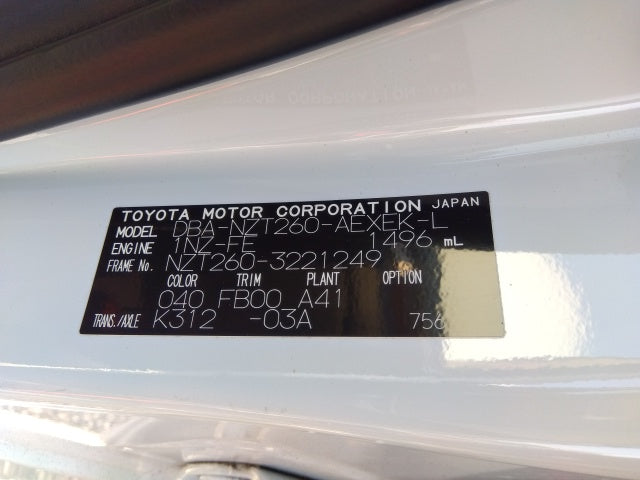 TOYOTA MOTOR CORPORATION JAPAN
MODEL DBA-NZT260-AEXEK-L
ENGINE 1NZ-FE 1496 mL
FRAME No. NZT260-3221249
COLOR TRIM PLANT OPTION
040 FB00 A41
TRANS./AXLE K312 -03A 756